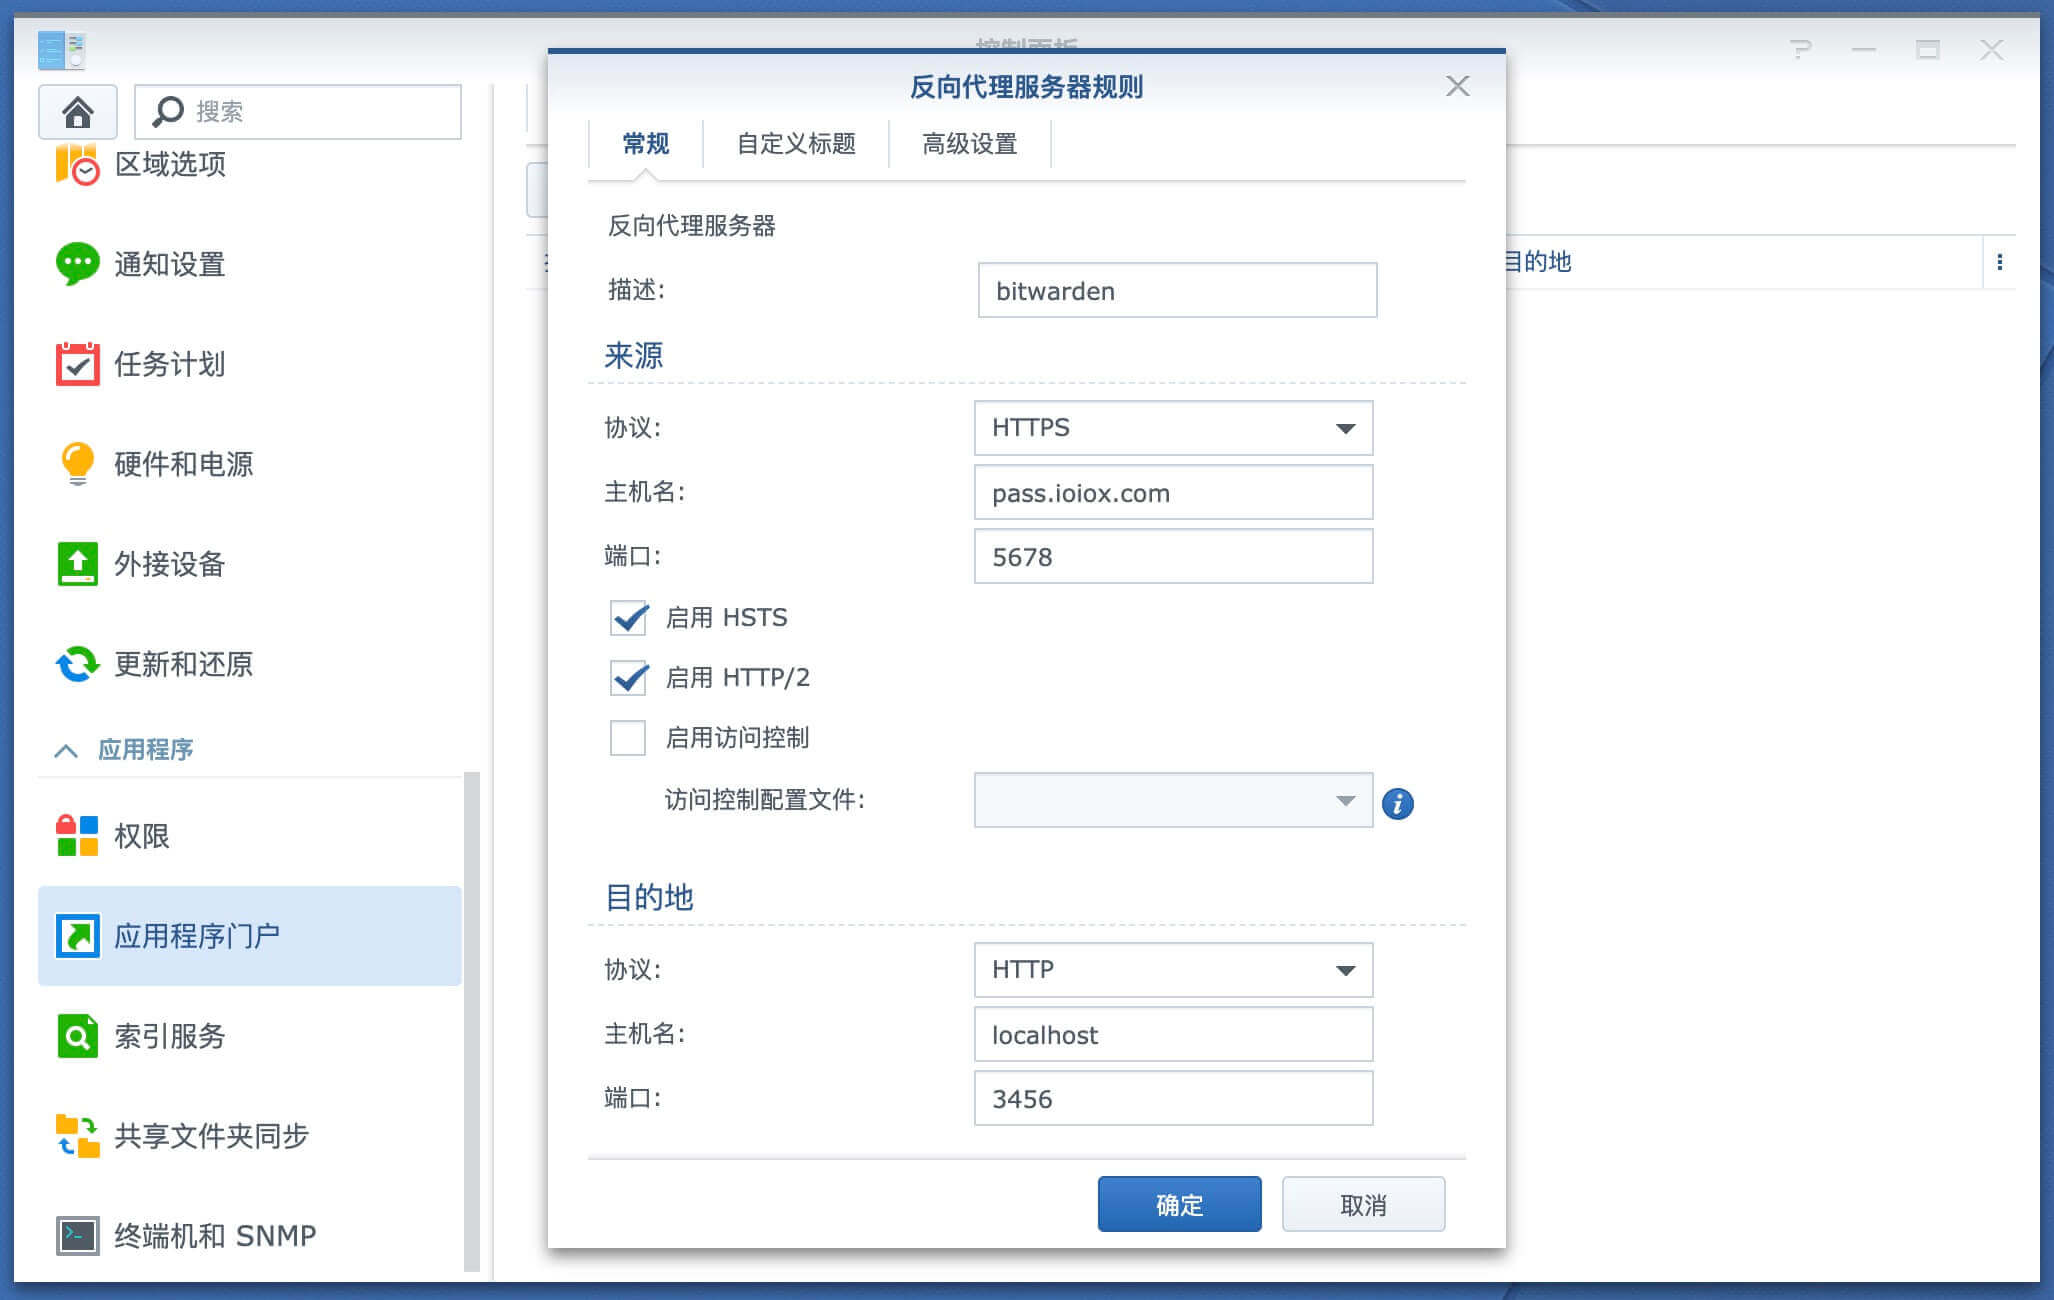 控制面板
反向代理服务器规则
搜索
常规
自定义标题
高级设置
区域选项
通知设置
任务计划
硬件和电源
外接设备
更新和还原
应用程序
权限
应用程序门户
索引服务
共享文件夹同步
终端机和 SNMP
反向代理服务器
描述:
bitwarden
来源
协议:
HTTPS
主机名:
pass.ioiox.com
端口:
5678
启用 HSTS
启用 HTTP/2
启用访问控制
访问控制配置文件:
目的地
协议:
HTTP
主机名:
localhost
端口:
3456
确定
取消
目的地